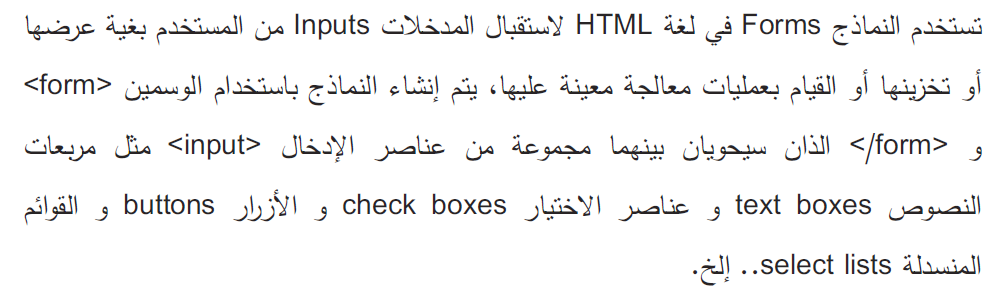 تستخدم النماذج Forms في لغة HTML لاستقبال المدخلات Inputs من المستخدم بغية عرضها
أو تخزينها أو القيام بعمليات معالجة معينة عليها، يتم إنشاء النماذج باستخدام الوسمين <form>
و </form> الذان سيحويان بينهما مجموعة من عناصر الإدخال <input> مثل مربعات
النصوص text boxes و عناصر الاختيار check boxes و الأزرار buttons و القوائم
المنسدلة select lists.. إلخ.